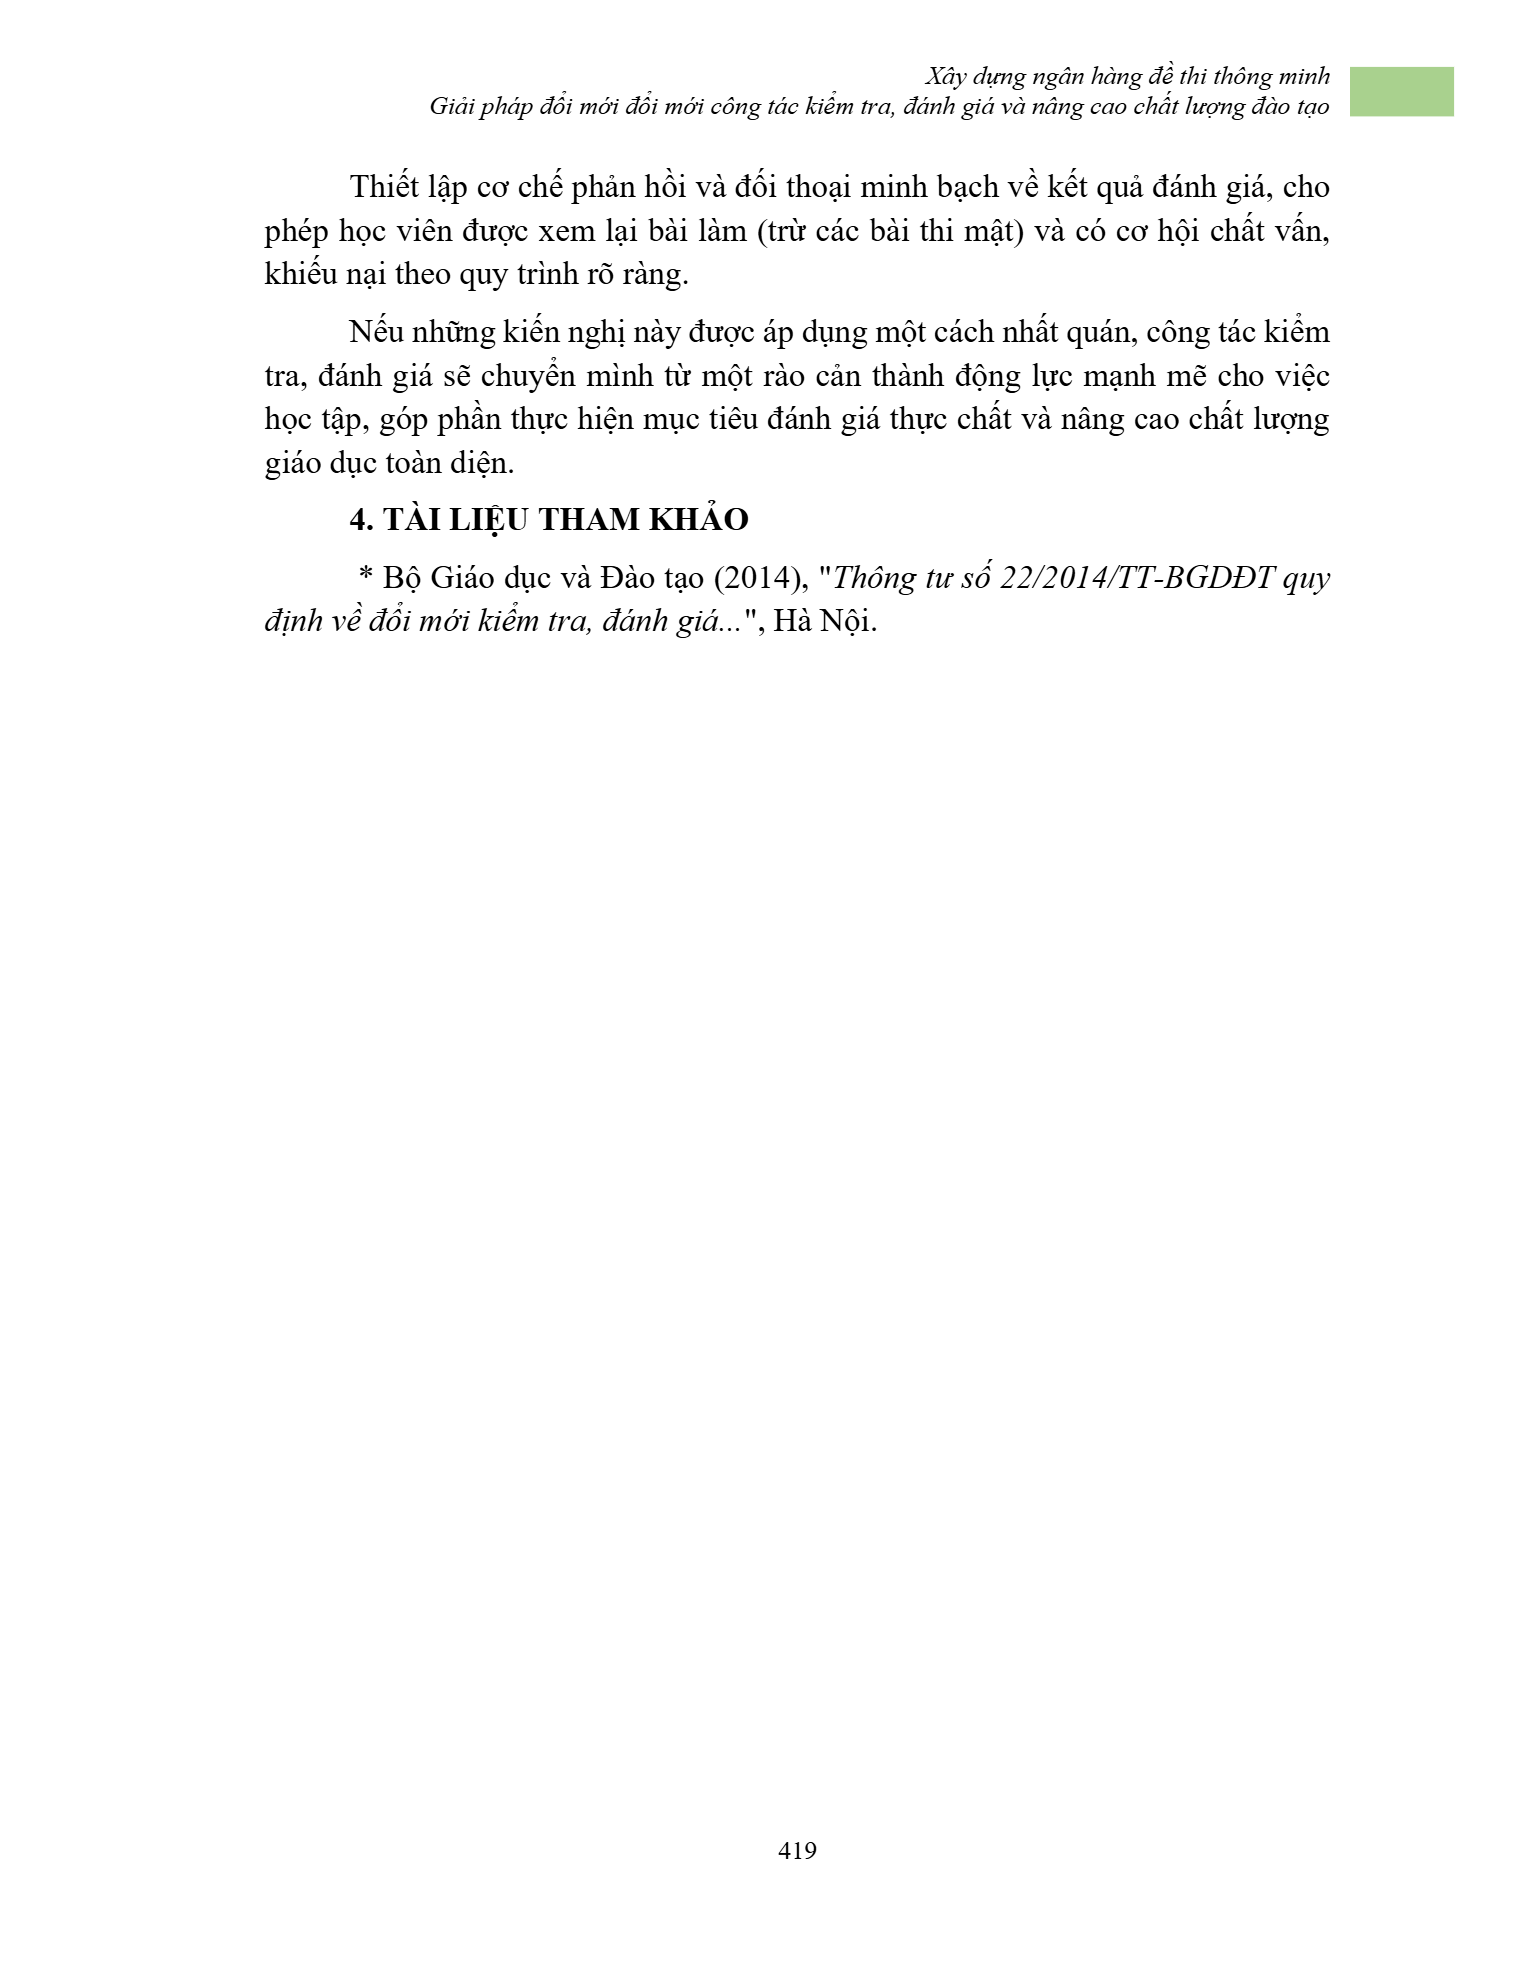 Xây dựng ngân hàng đề thi thông minh
Giải pháp đổi mới đổi mới công tác kiểm tra, đánh giá và nâng cao chất lượng đào tạo
Thiết lập cơ chế phản hồi và đối thoại minh bạch về kết quả đánh giá, cho
phép học viên được xem lại bài làm (trừ các bài thi mật) và có cơ hội chất vấn,
khiếu nại theo quy trình rõ ràng.
Nếu những kiến nghị này được áp dụng một cách nhất quán, công tác kiểm
tra, đánh giá sẽ chuyển mình từ một rào cản thành động lực mạnh mẽ cho việc
học tập, góp phần thực hiện mục tiêu đánh giá thực chất và nâng cao chất lượng
giáo dục toàn diện.
4. TÀI LIỆU THAM KHẢO
* Bộ Giáo dục và Đào tạo (2014), "Thông tư số 22/2014/TT-BGDĐT quy
định về đổi mới kiểm tra, đánh giá...", Hà Nội.
419